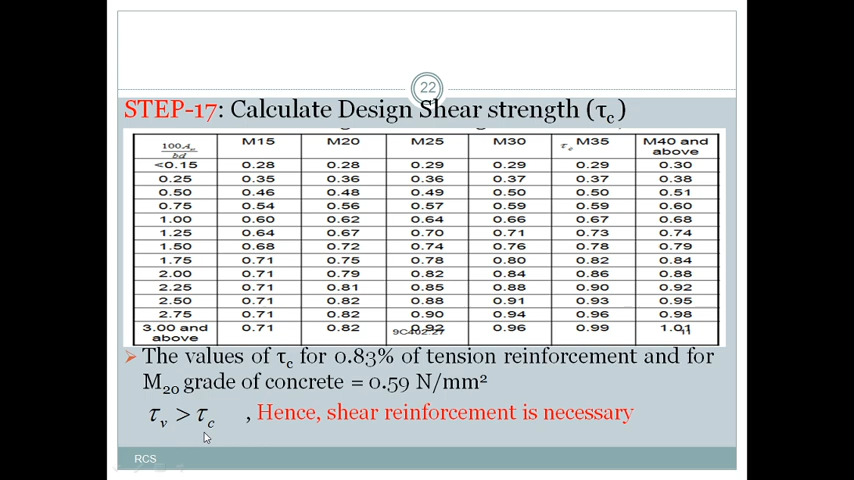 22
STEP-17: Calculate Design Shear strength (τc)
100As/bd M15 M20 M25 M30 τc M35 M40 and above
<0.15 0.28 0.28 0.29 0.29 0.29 0.30
0.25 0.35 0.36 0.36 0.37 0.37 0.38
0.50 0.46 0.48 0.49 0.50 0.50 0.51
0.75 0.54 0.56 0.57 0.59 0.59 0.60
1.00 0.60 0.62 0.64 0.66 0.67 0.68
1.25 0.64 0.67 0.70 0.71 0.73 0.74
1.50 0.68 0.72 0.74 0.76 0.78 0.79
1.75 0.71 0.75 0.78 0.80 0.82 0.84
2.00 0.71 0.79 0.82 0.84 0.86 0.88
2.25 0.71 0.81 0.85 0.88 0.90 0.92
2.50 0.71 0.82 0.88 0.91 0.93 0.95
2.75 0.71 0.82 0.90 0.94 0.96 0.98
3.00 and above 0.71 0.82 0.92 0.96 0.99 1.01
The values of τc for 0.83% of tension reinforcement and for
M20 grade of concrete = 0.59 N/mm²
τv > τc , Hence, shear reinforcement is necessary
RCS